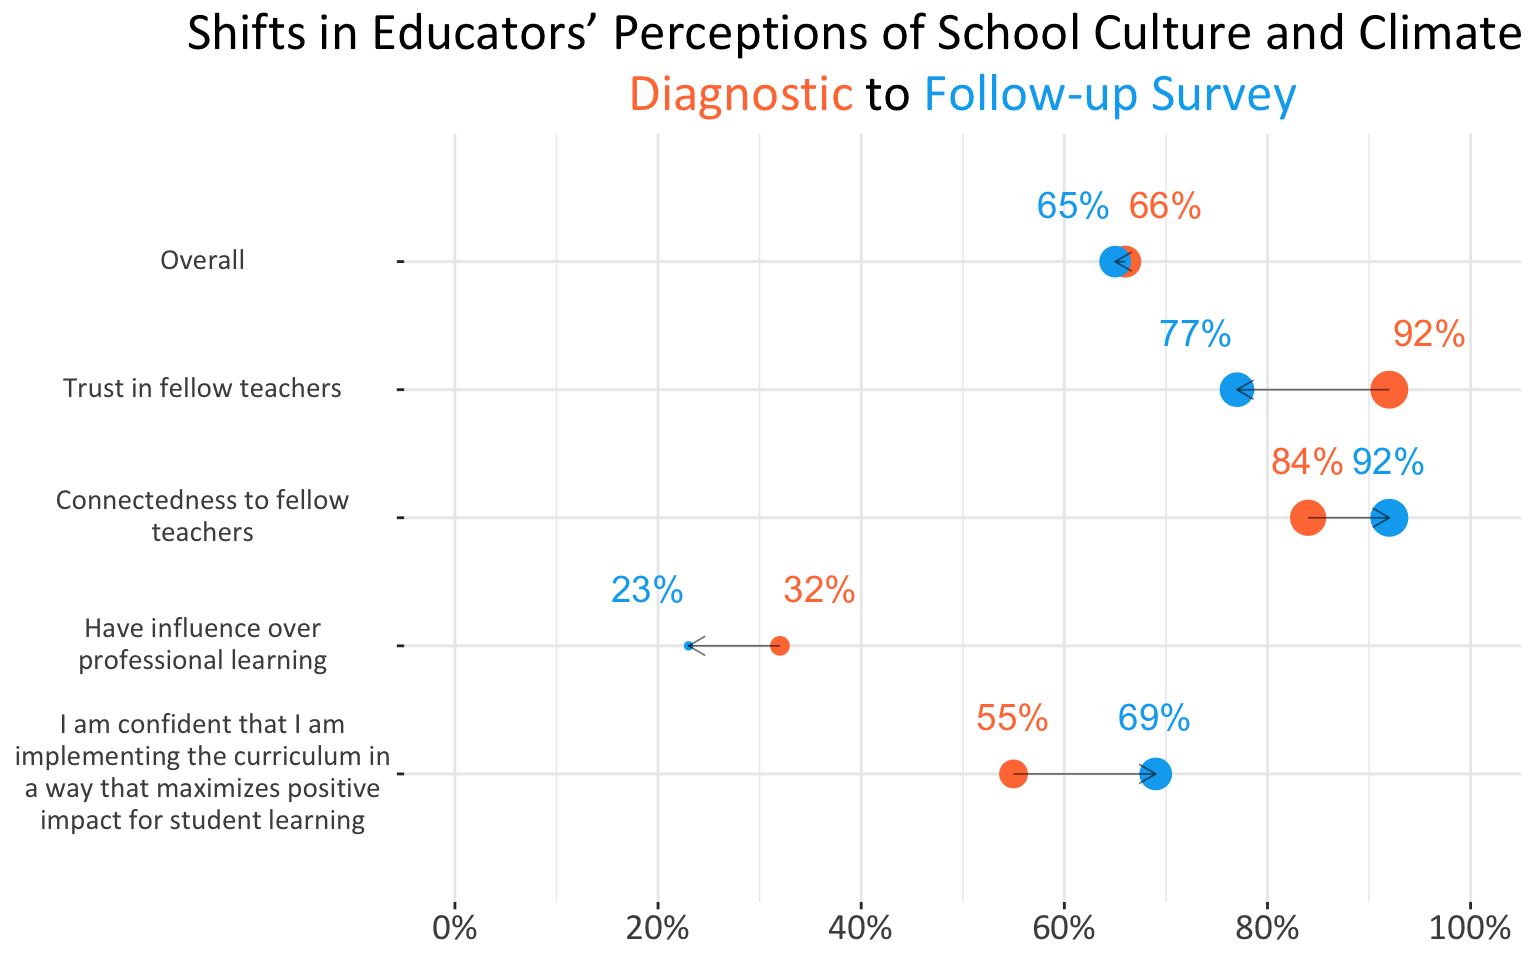 Shifts in Educators’ Perceptions of School Culture and Climate
Diagnostic to Follow-up Survey
65% 66%
Overall
77% 92%
Trust in fellow teachers
84% 92%
Connectedness to fellow
teachers
23% 32%
Have influence over
professional learning
55% 69%
I am confident that I am
implementing the curriculum in
a way that maximizes positive
impact for student learning
0% 20% 40% 60% 80% 100%